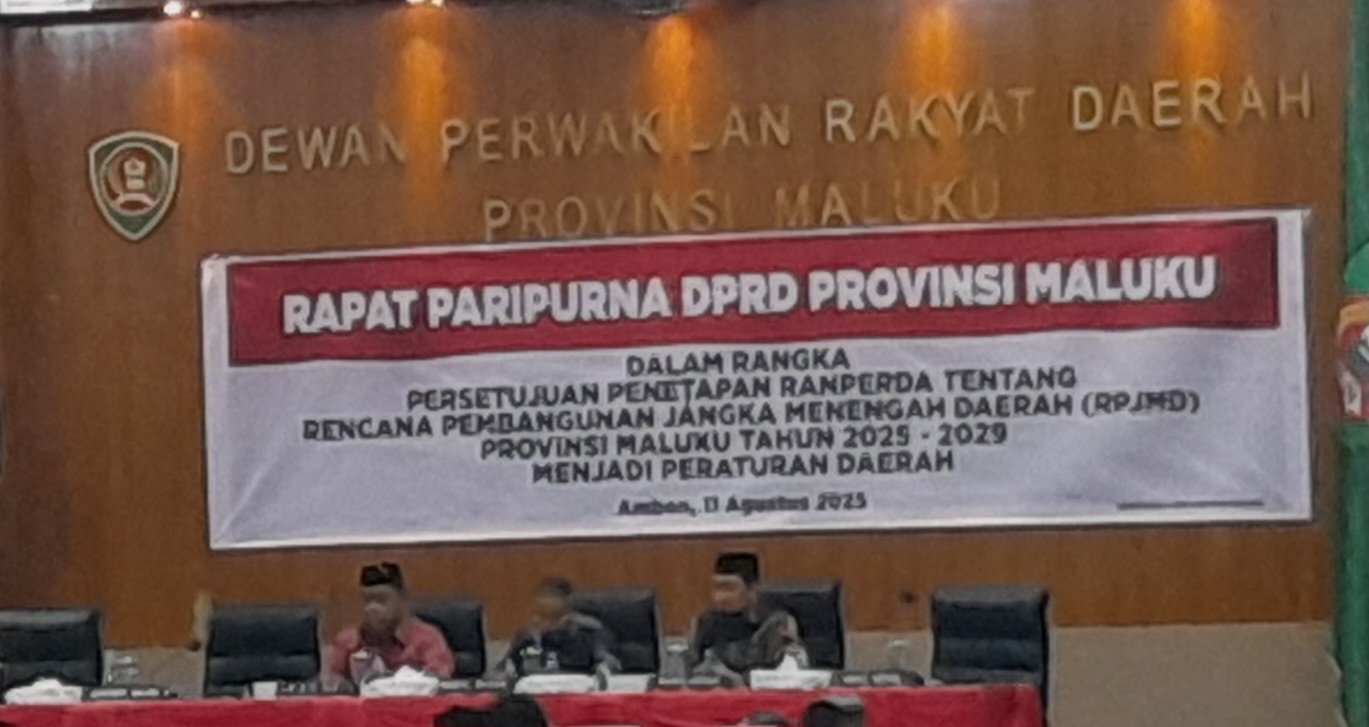 DEWAN PERWAKILAN RAKYAT DAERAH
PROVINSI MALUKU
RAPAT PARIPURNA DPRD PROVINSI MALUKU
DALAM RANGKA
PERSETUJUAN PENETAPAN RANPERDA TENTANG
RENCANA PEMBANGUNAN JANGKA MENENGAH DAERAH (RPJMD)
PROVINSI MALUKU TAHUN 2025 - 2029
MENJADI PERATURAN DAERAH
Ambon, 11 Agustus 2025